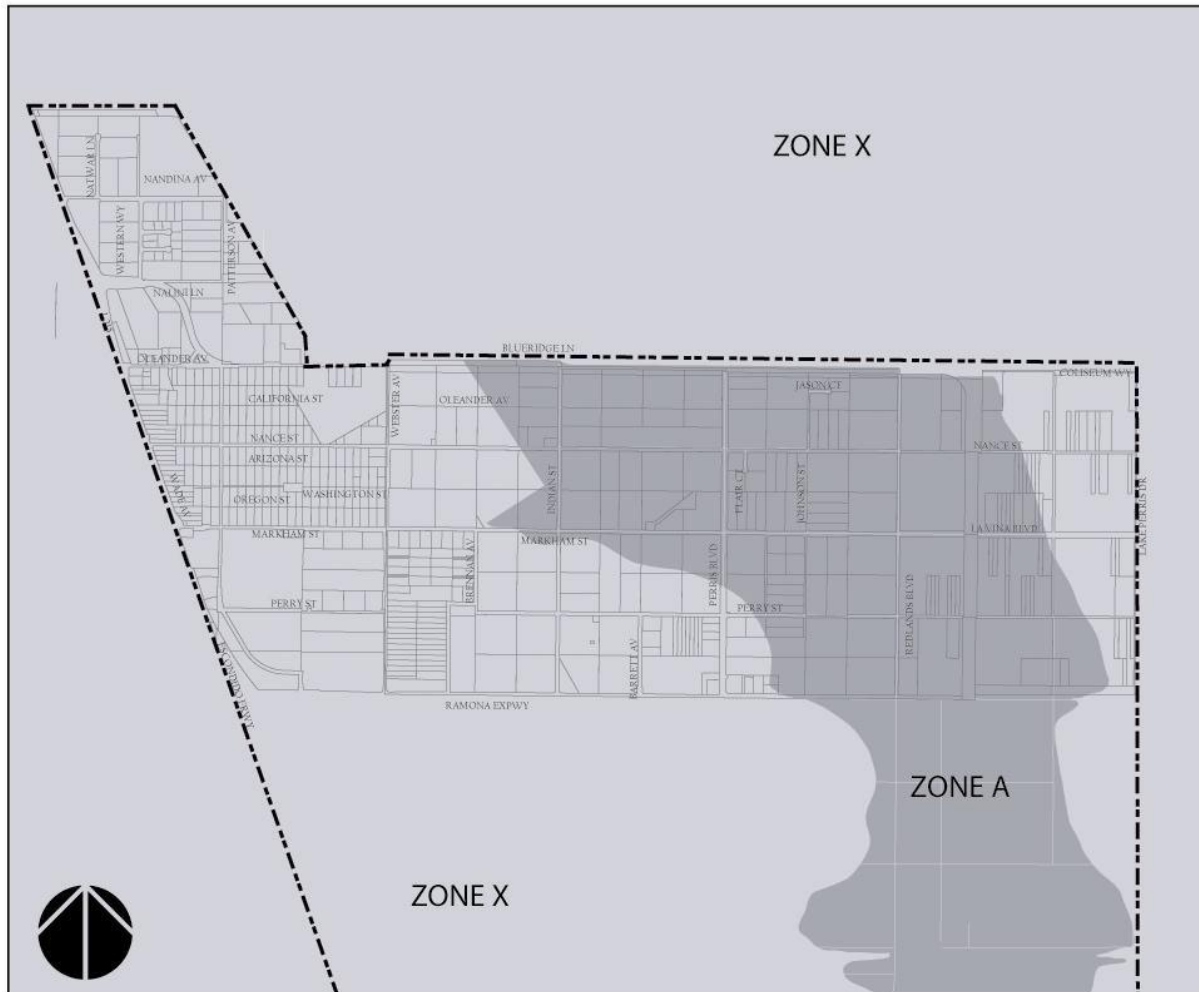 ZONE X
NATWAR LN
NANDINA AV
WESTERN WY
PATTERSON AV
NALINI LN
OLEANDER AV
BLUERIDGE LN
COLISEUM WY
JASON CT
CALIFORNIA ST
WEBSTER AV
OLEANDER AV
NANCE ST
NANCE ST
ARIZONA ST
WASHINGTON ST
OREGON ST
INDIAN ST
JOHNSON ST
LAKE PERRIS DR
MARKHAM ST
MARKHAM ST
LA VINA BLVD
BRENNAN AV
PERRIS BLVD
REDLANDS BLVD
PERRY ST
PERRY ST
BARRETT AV
ESCONDIDO FRWY
RAMONA EXPWY
ZONE A
ZONE X